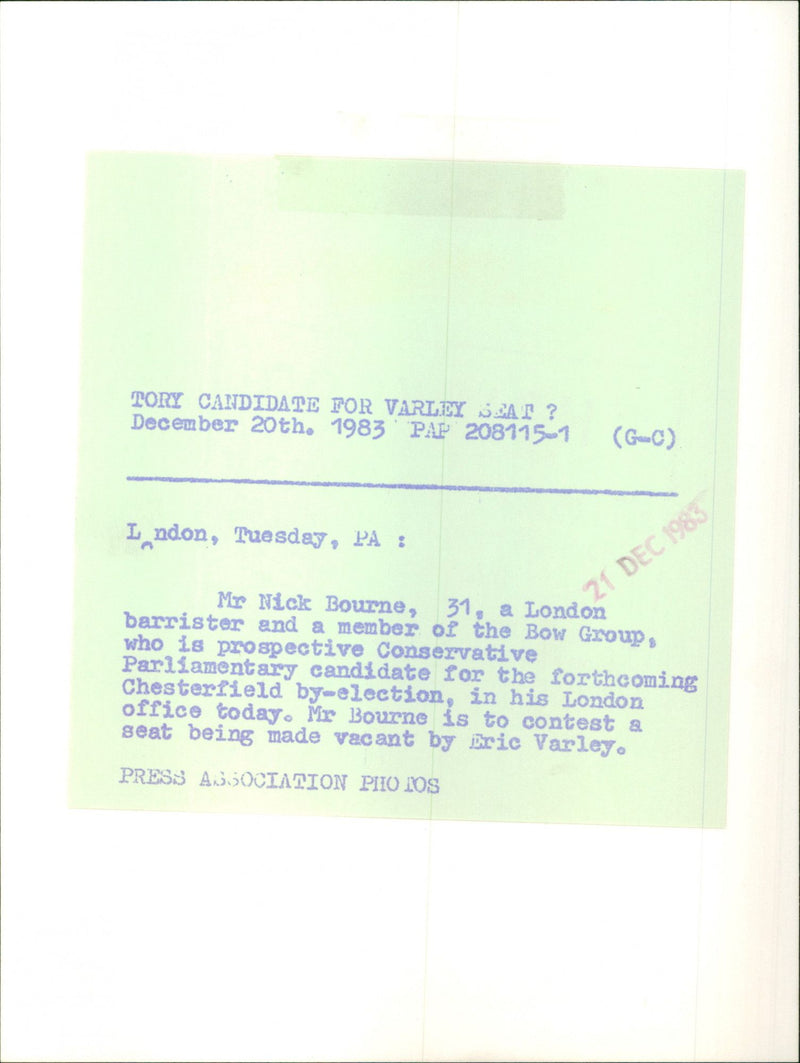 TORY CANDIDATE FOR VARLEY SEAT ?
December 20th. 1983 PAP 208115-1 (G-C)
L‸ndon, Tuesday, PA :
21 DEC 1983
Mr Nick Bourne, 31, a London
barrister and a member of the Bow Group,
who is prospective Conservative
Parliamentary candidate for the forthcoming
Chesterfield by-election, in his London
office today. Mr Bourne is to contest a
seat being made vacant by Eric Varley.
PRESS ASSOCIATION PHOTOS